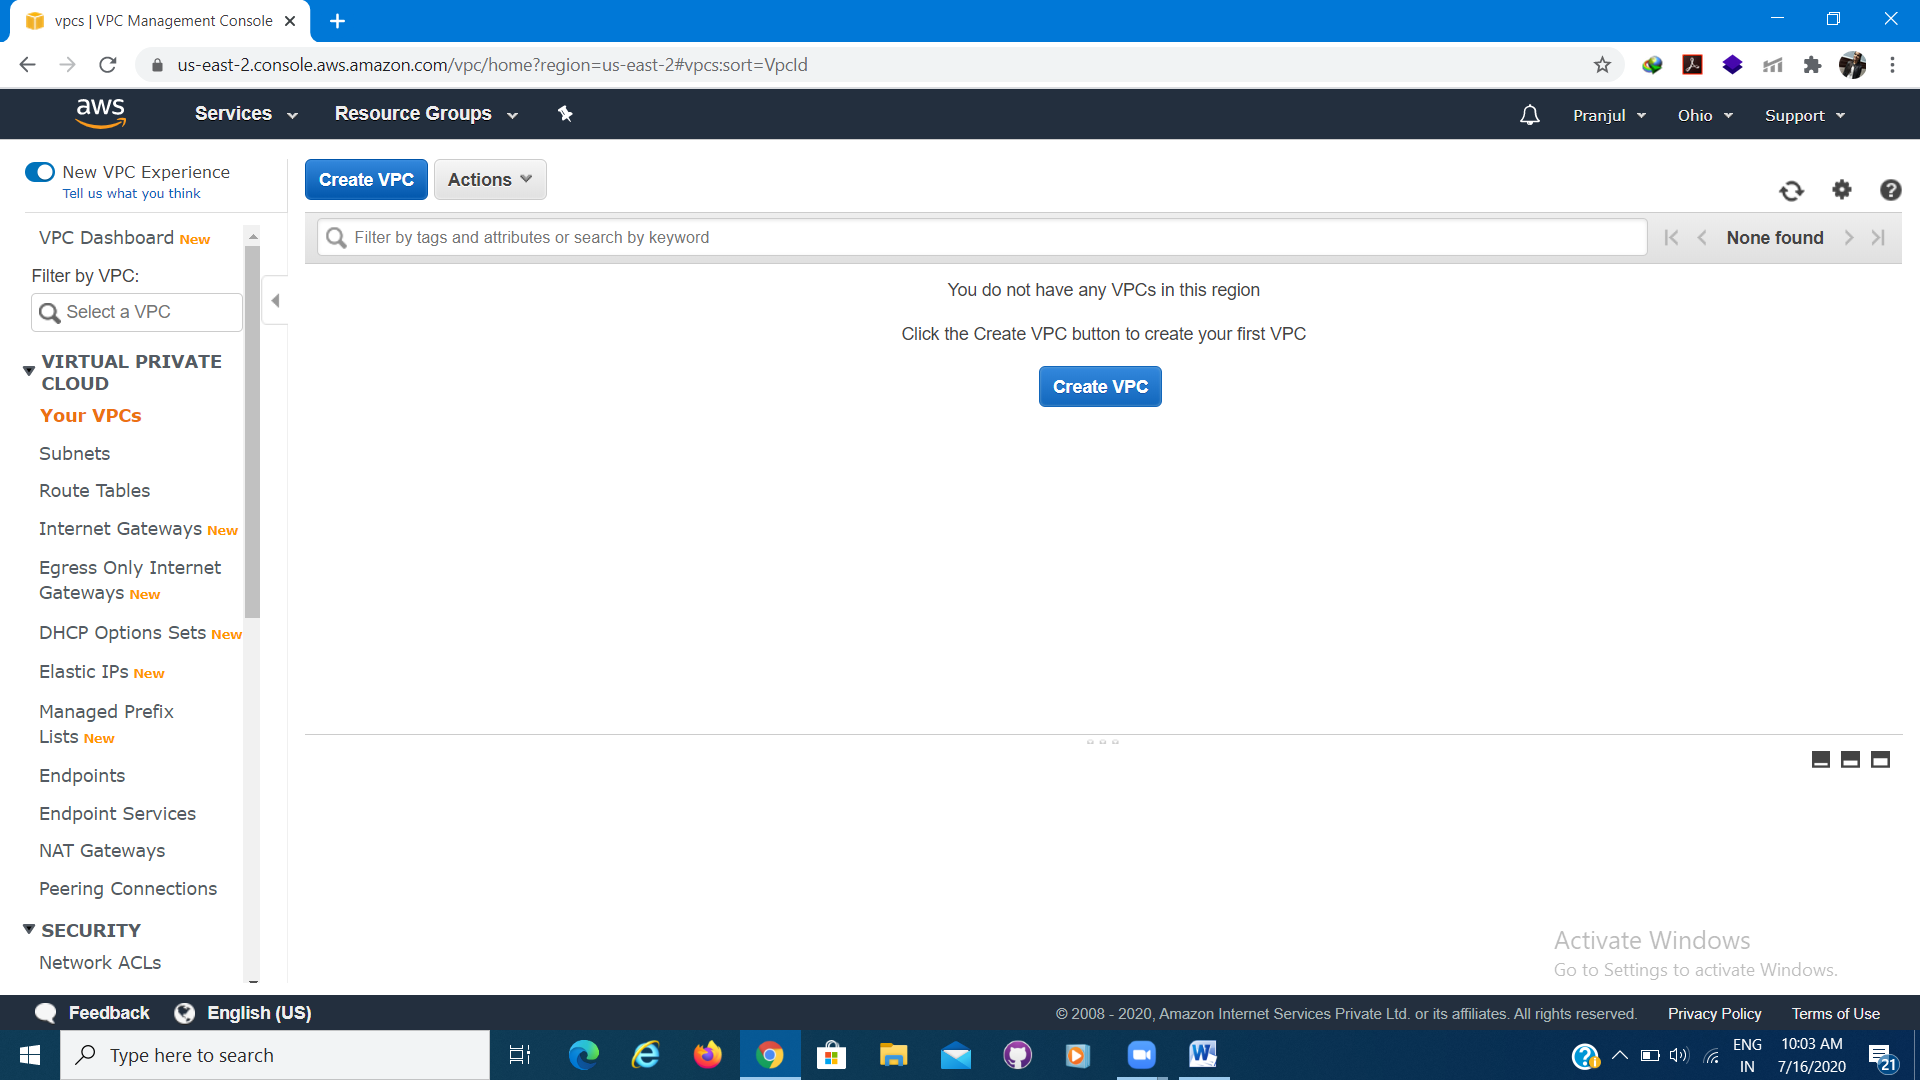 vpcs | VPC Management Console
us-east-2.console.aws.amazon.com/vpc/home?region=us-east-2#vpcs:sort=VpcId
aws
Services
Resource Groups
Pranjul
Ohio
Support
New VPC Experience
Tell us what you think
Create VPC
Actions
VPC Dashboard New
Filter by tags and attributes or search by keyword
None found
Filter by VPC:
Select a VPC
You do not have any VPCs in this region
Click the Create VPC button to create your first VPC
Create VPC
VIRTUAL PRIVATE
CLOUD
Your VPCs
Subnets
Route Tables
Internet Gateways New
Egress Only Internet
Gateways New
DHCP Options Sets New
Elastic IPs New
Managed Prefix
Lists New
Endpoints
Endpoint Services
NAT Gateways
Peering Connections
SECURITY
Network ACLs
Activate Windows
Go to Settings to activate Windows.
Feedback
English (US)
© 2008 - 2020, Amazon Internet Services Private Ltd. or its affiliates. All rights reserved.
Privacy Policy
Terms of Use
Type here to search
ENG
IN
10:03 AM
7/16/2020
21